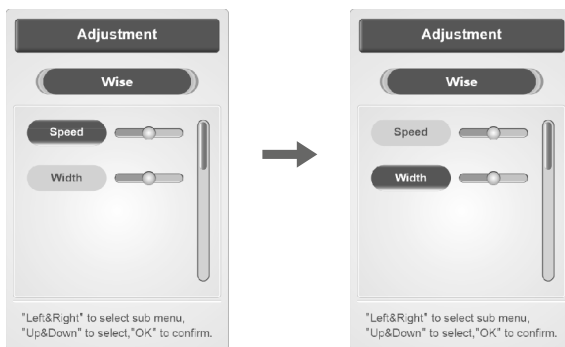 Adjustment
Wise
Speed
Width
"Left&Right" to select sub menu,
"Up&Down" to select,"OK" to confirm.
Adjustment
Wise
Speed
Width
"Left&Right" to select sub menu,
"Up&Down" to select,"OK" to confirm.